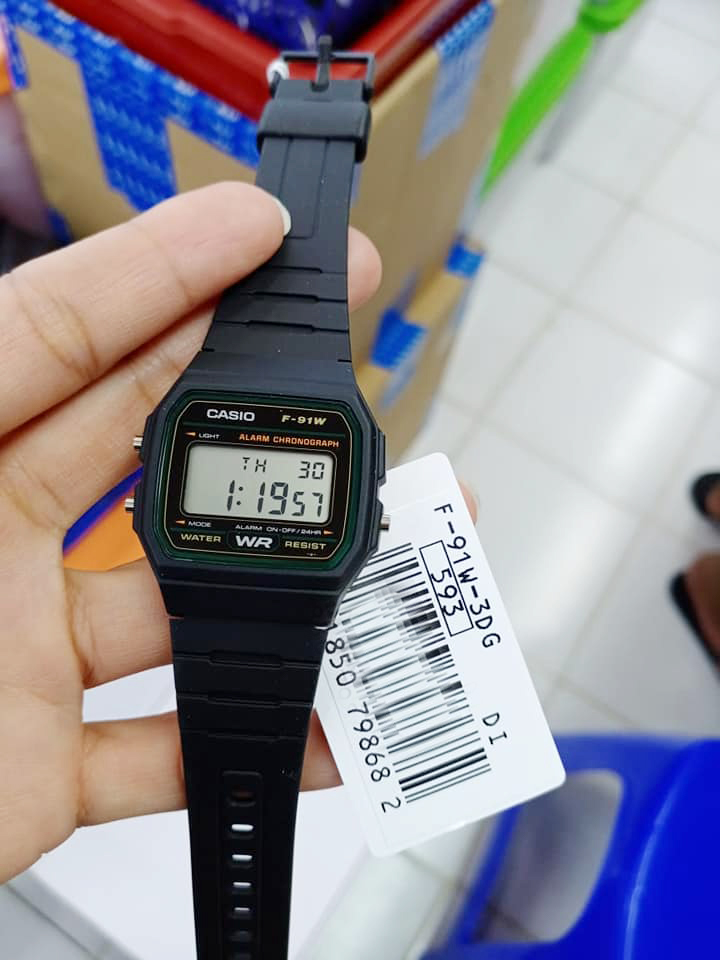 CASIO F-91W
LIGHT ALARM CHRONOGRAPH
TH 30
1:19 57
MODE ALARM ON-OFF/24HR
WATER WR RESIST
F-91W-3DG DI
593
850 79868 2